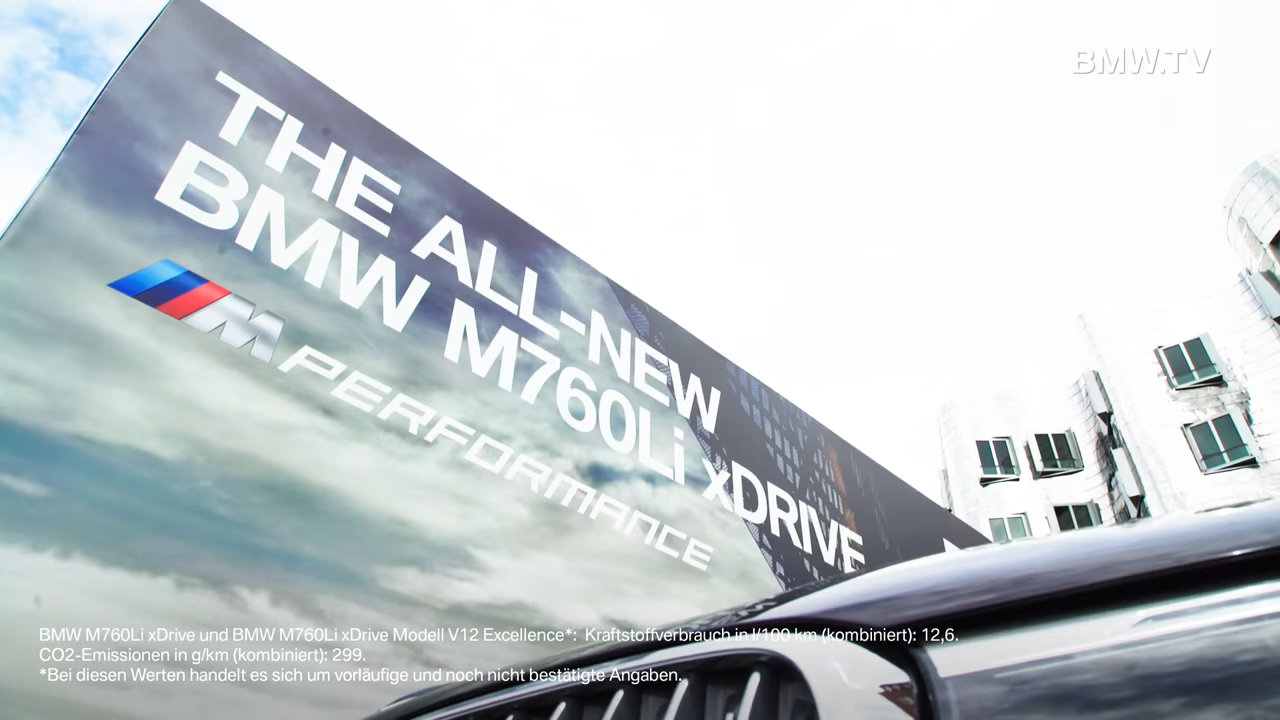 BMW.TV
THE ALL-NEW
BMW M760Li xDRIVE
M PERFORMANCE
BMW M760Li xDrive und BMW M760Li xDrive Modell V12 Excellence*: Kraftstoffverbrauch in l/100 km (kombiniert): 12,6.
CO2-Emissionen in g/km (kombiniert): 299.
*Bei diesen Werten handelt es sich um vorläufige und noch nicht bestätigte Angaben.